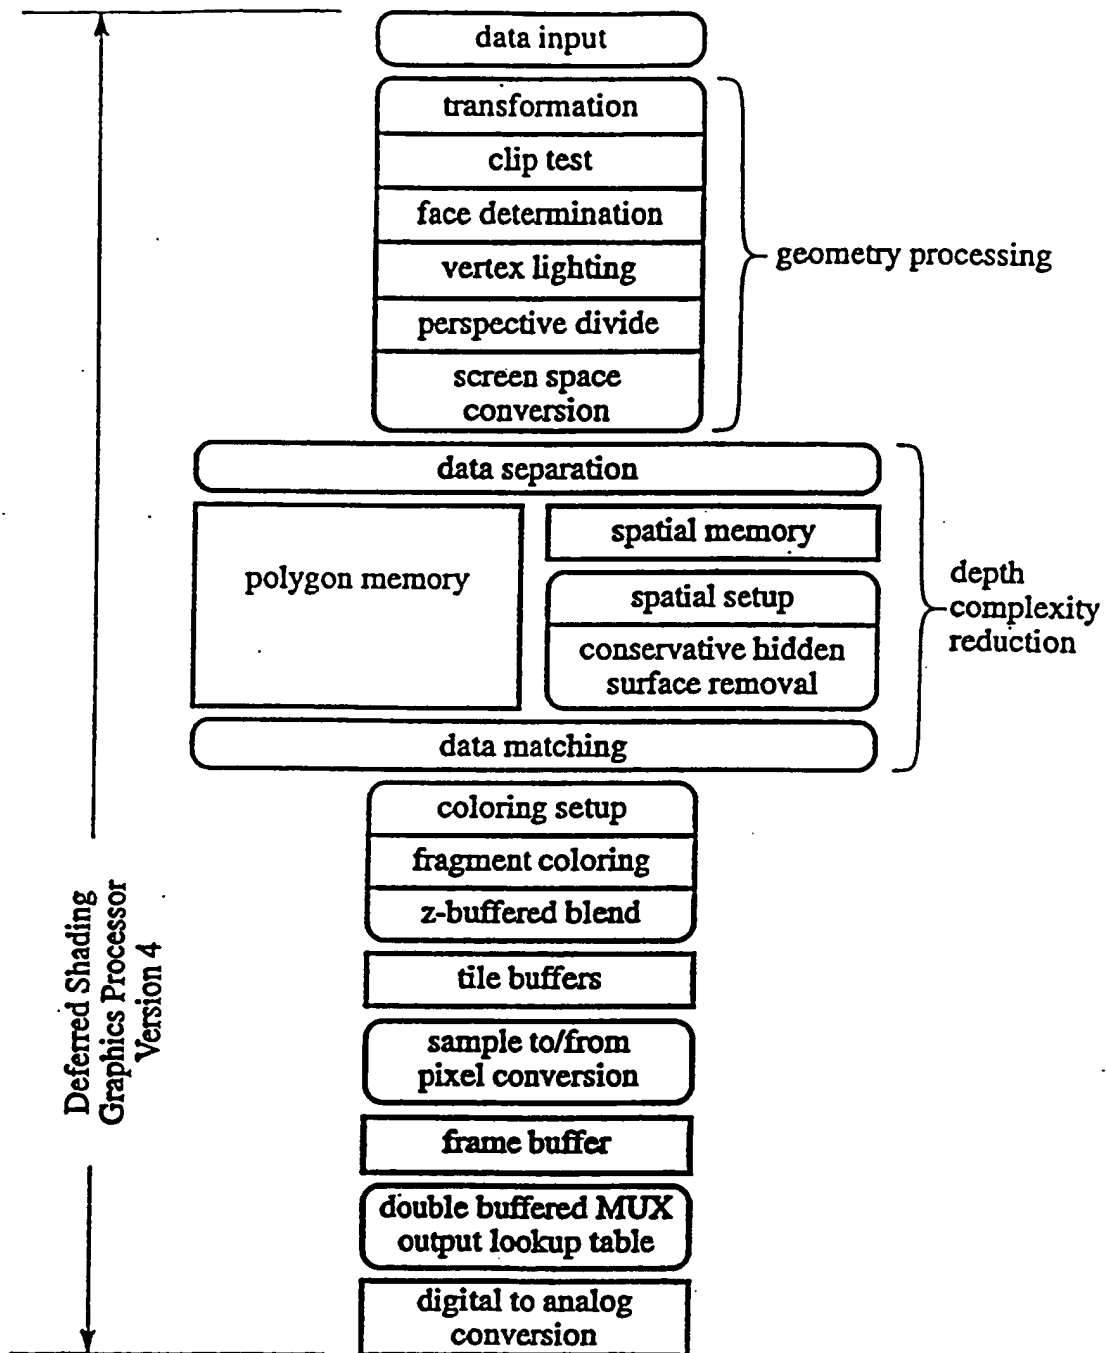 data input
transformation
clip test
face determination
vertex lighting
perspective divide
screen space
conversion
geometry processing
data separation
polygon memory
spatial memory
spatial setup
conservative hidden
surface removal
depth
complexity
reduction
data matching
coloring setup
fragment coloring
z-buffered blend
tile buffers
sample to/from
pixel conversion
frame buffer
double buffered MUX
output lookup table
digital to analog
conversion
Deferred Shading
Graphics Processor
Version 4